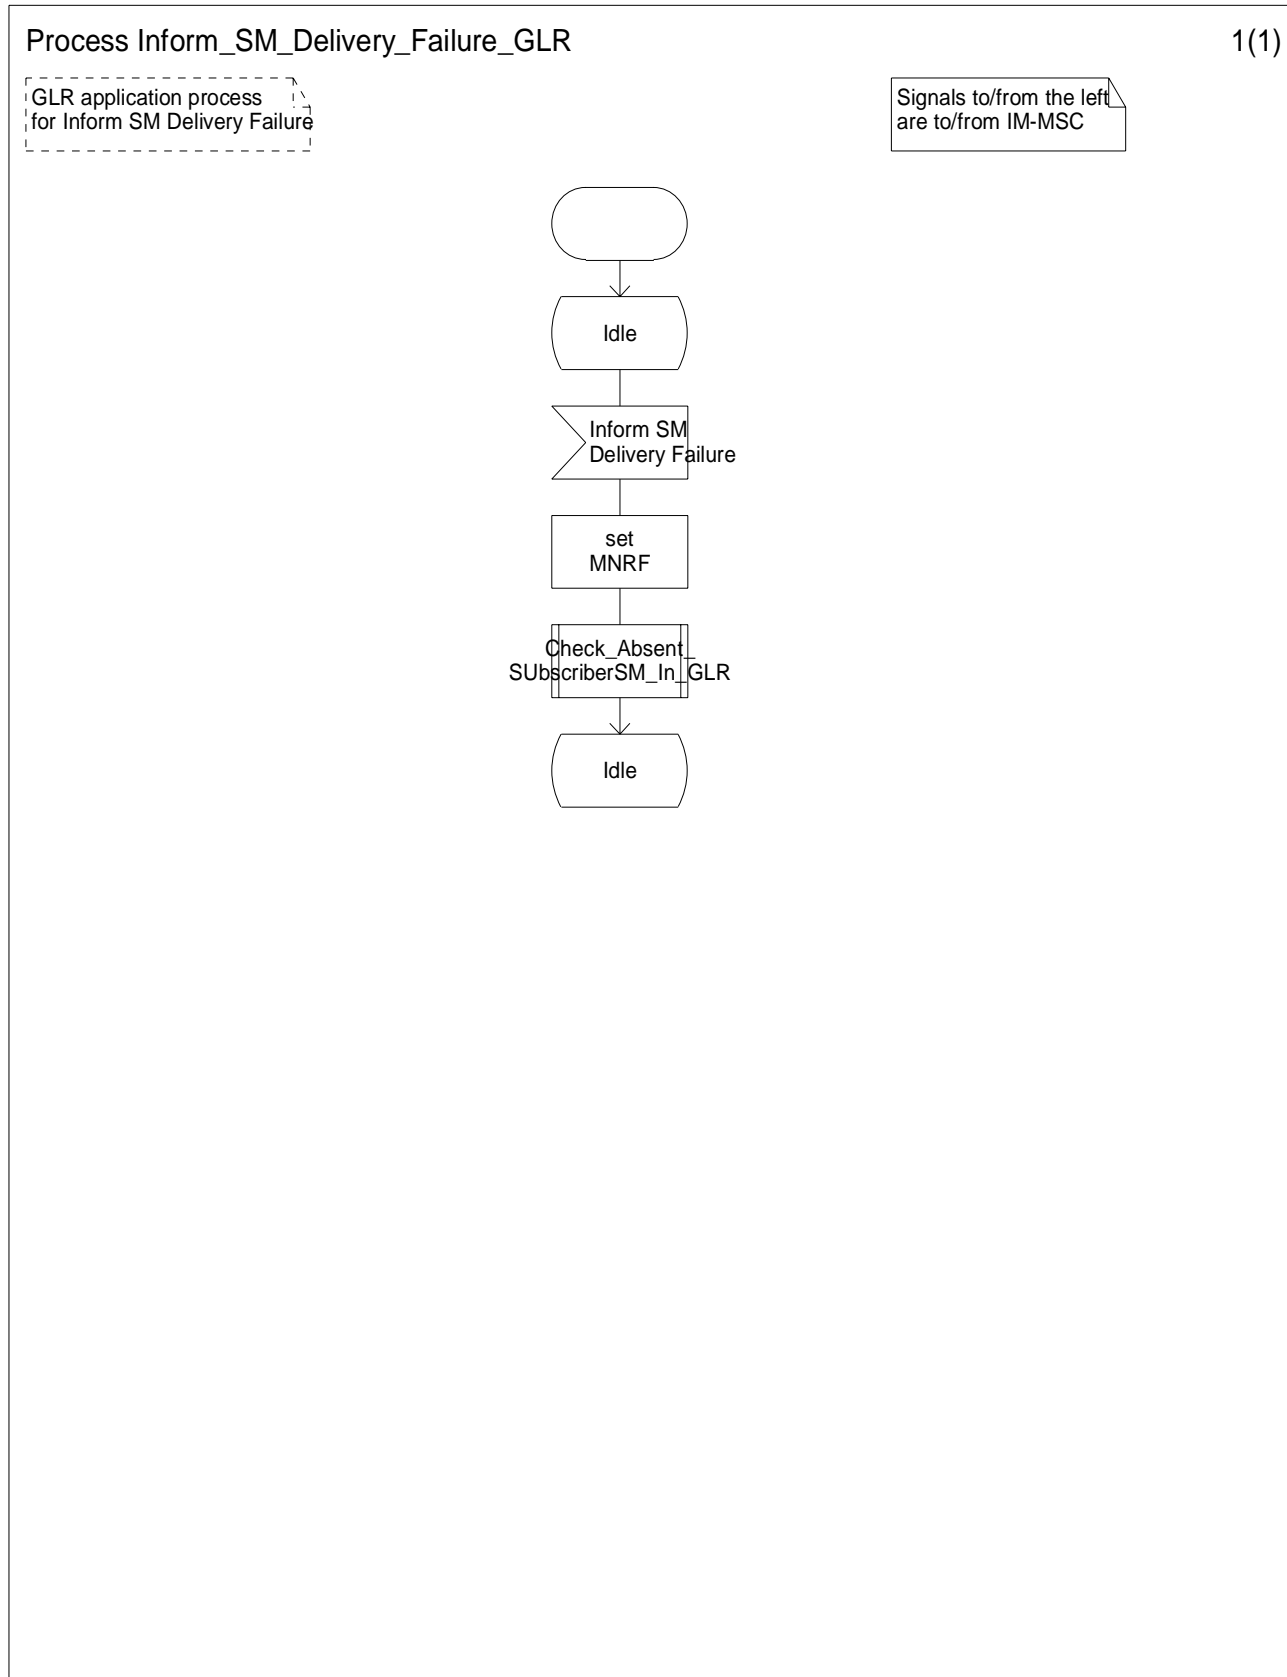 Process Inform_SM_Delivery_Failure_GLR
1(1)
GLR application process
for Inform SM Delivery Failure
Signals to/from the left
are to/from IM-MSC
Idle
Inform SM
Delivery Failure
set
MNRF
Check_Absent_
SUbscriberSM_In_GLR
Idle